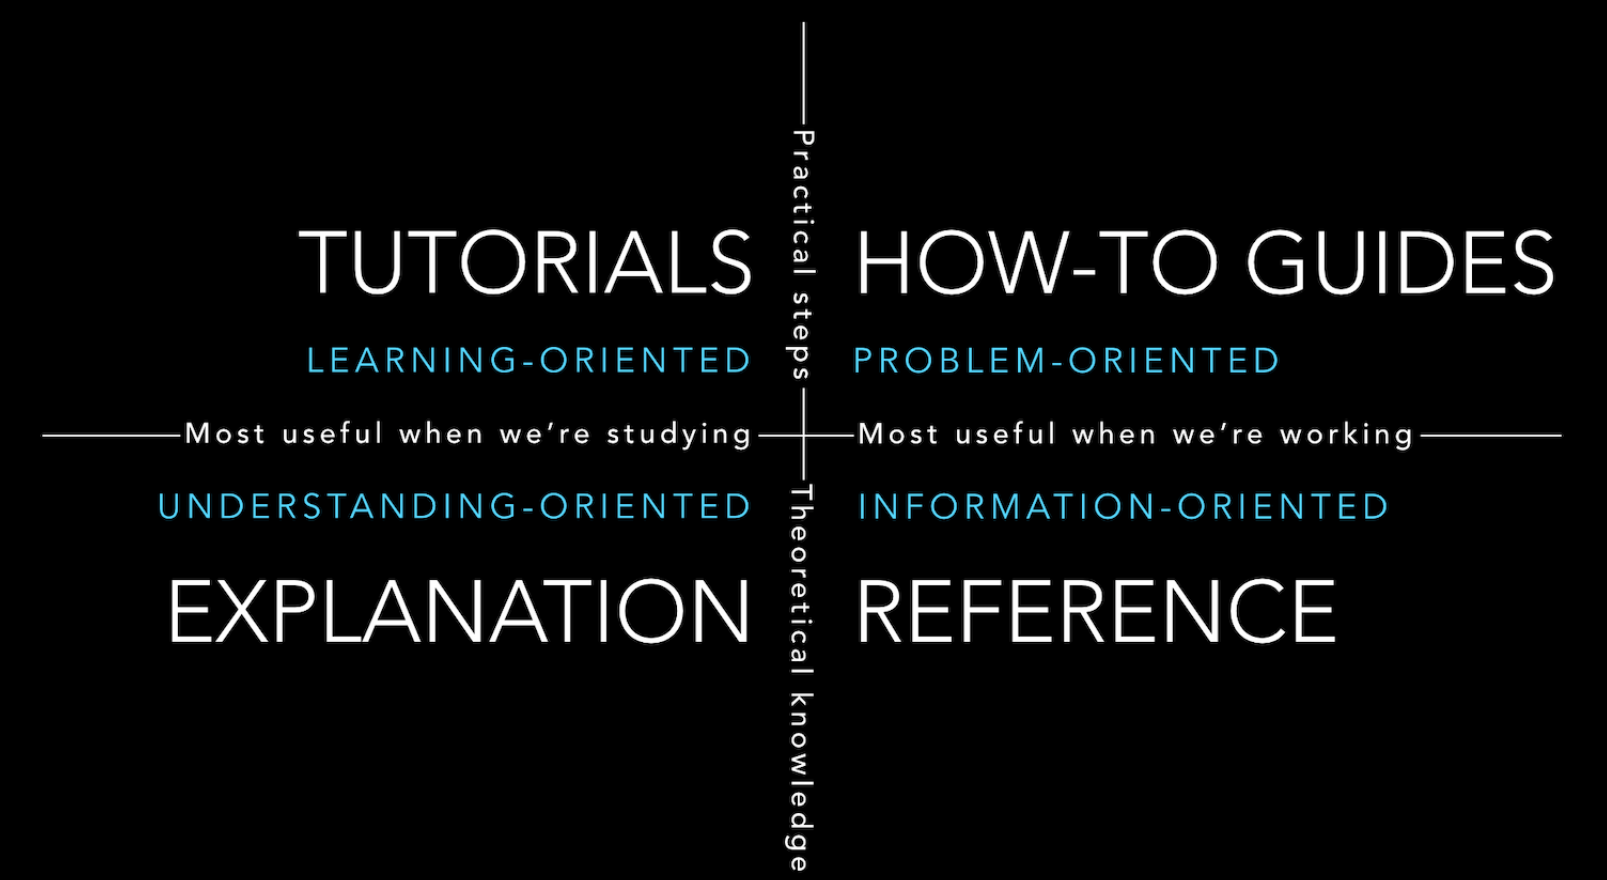 Practical steps
TUTORIALS
HOW-TO GUIDES
LEARNING-ORIENTED
PROBLEM-ORIENTED
Most useful when we’re studying
Most useful when we’re working
UNDERSTANDING-ORIENTED
INFORMATION-ORIENTED
EXPLANATION
REFERENCE
Theoretical knowledge